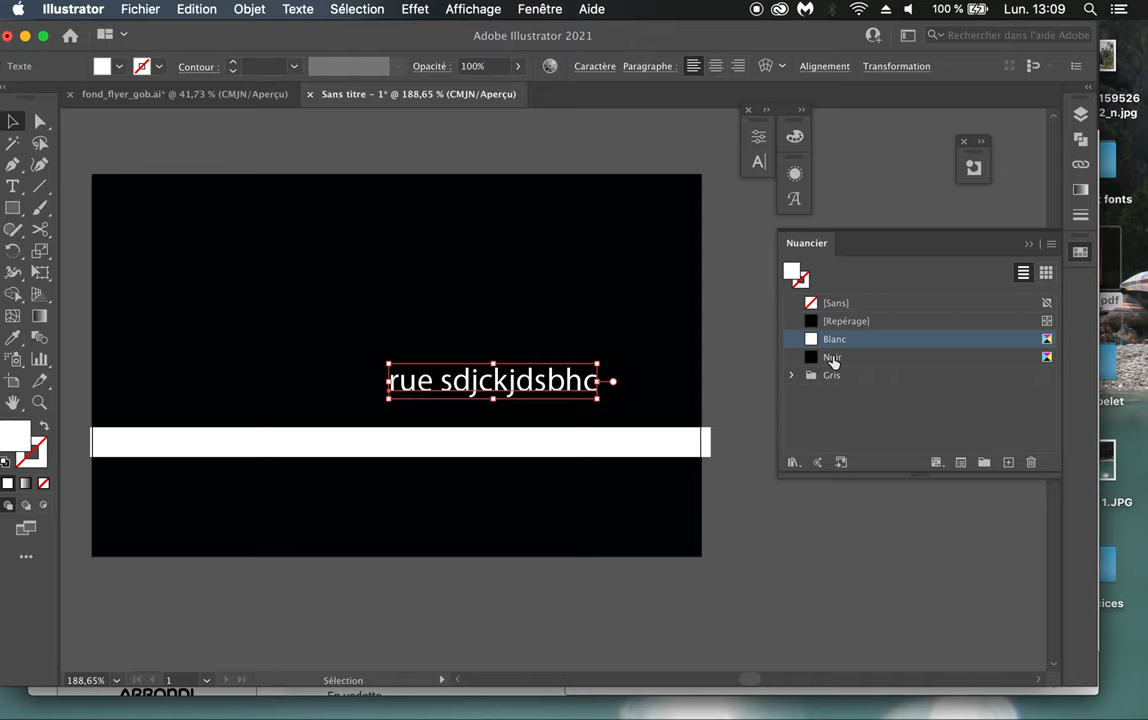 Illustrator Fichier Edition Objet Texte Sélection Effet Affichage Fenêtre Aide 100 % Lun. 13:09
Adobe Illustrator 2021
Rechercher dans l'aide Adobe
Texte Contour : Opacité : 100% Caractère Paragraphe : Alignement Transformation
fond_flyer_gob.ai* @ 41,73 % (CMJN/Aperçu) Sans titre - 1* @ 188,65 % (CMJN/Aperçu)
159526
2_n.jpg
fonts
Nuancier
[Sans]
[Repérage]
Blanc
Noir
Gris
rue sdjckjdsbhc
pdf
pelet
1.JPG
ices
188,65% 1 Sélection
ARRONDI
En vedette